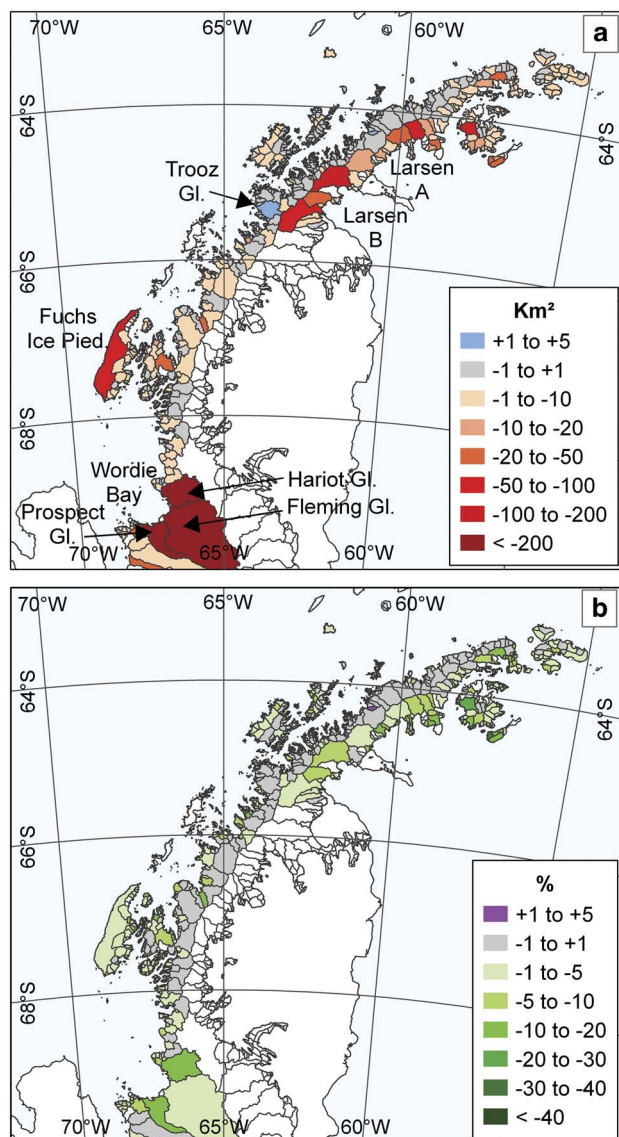 70°W
65°W
60°W
a
64°S
64°S
Trooz
Gl.
Larsen
A
Larsen
B
66°S
Fuchs
Ice Pied.
Km²
+1 to +5
-1 to +1
-1 to -10
-10 to -20
-20 to -50
-50 to -100
-100 to -200
< -200
68°S
Wordie
Bay
Hariot Gl.
Fleming Gl.
Prospect
Gl.
70°W
65°W
60°W
70°W
65°W
60°W
b
64°S
64°S
66°S
%
+1 to +5
-1 to +1
-1 to -5
-5 to -10
-10 to -20
-20 to -30
-30 to -40
< -40
68°S
70°W
65°W
60°W